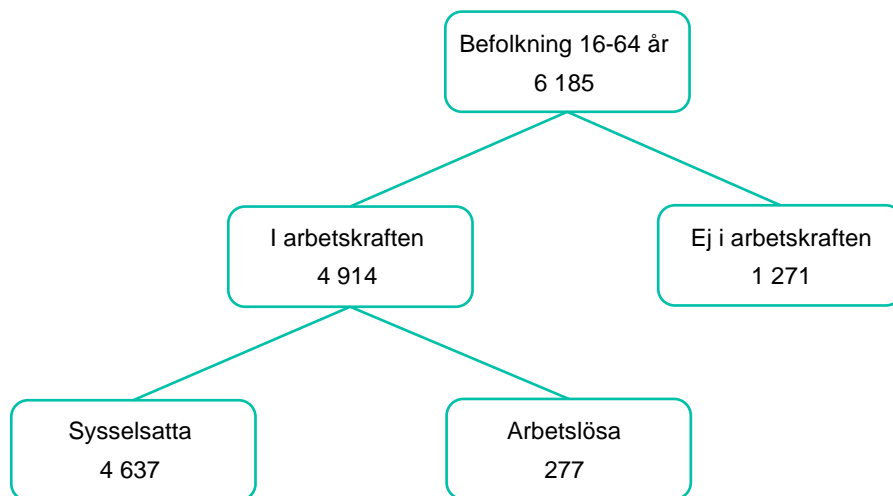 Befolkning 16-64 år
6 185
I arbetskraften
4 914
Ej i arbetskraften
1 271
Sysselsatta
4 637
Arbetslösa
277